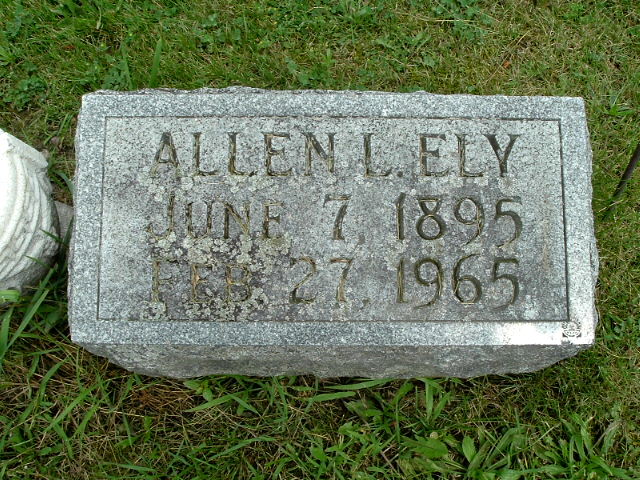 ALLEN L. ELY
JUNE 7, 1895
FEB 27, 1965